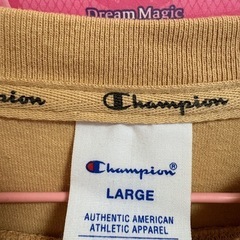 Dream Magic
Champion Champion
Champion®
LARGE
AUTHENTIC AMERICAN
ATHLETIC APPAREL